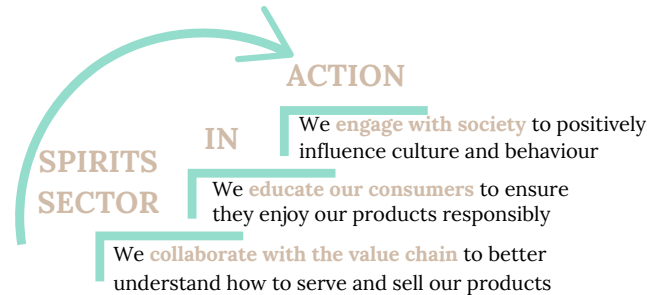 ACTION
We engage with society to positively
influence culture and behaviour
IN
SPIRITS
SECTOR
We educate our consumers to ensure
they enjoy our products responsibly
We collaborate with the value chain to better
understand how to serve and sell our products